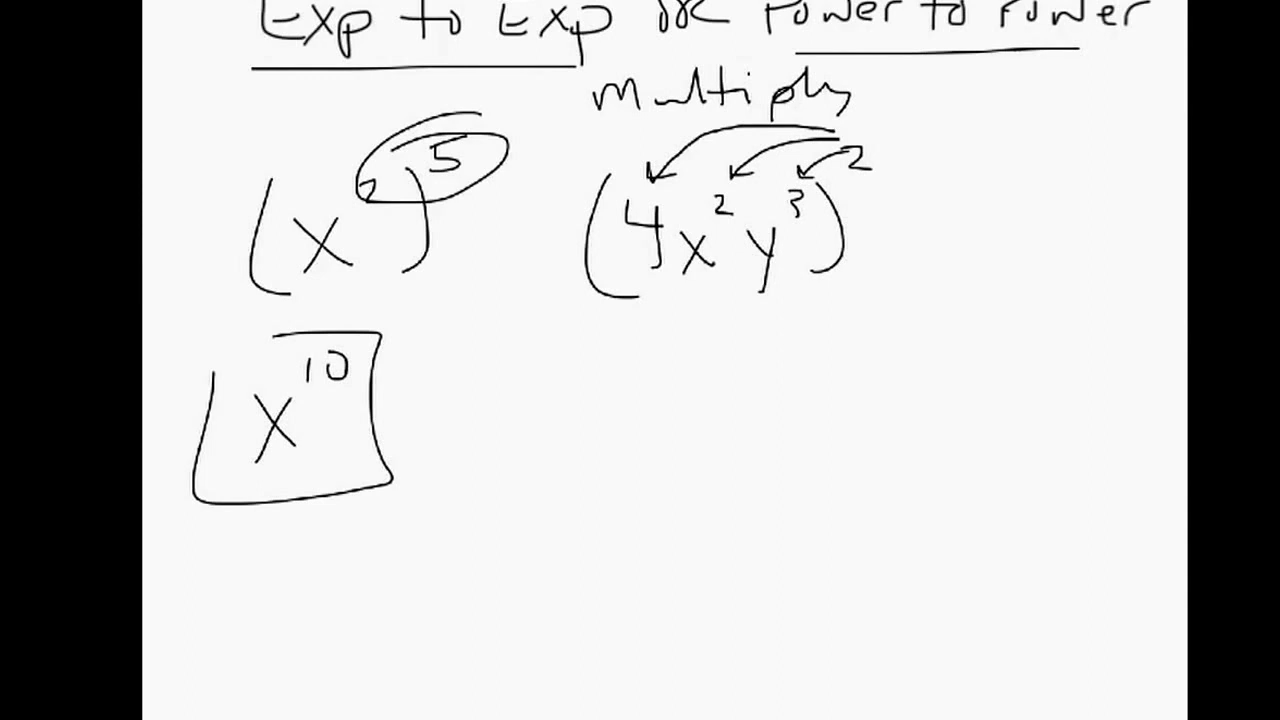 Exp to Exp or Power to Power
multiply
(x²)⁵ (4x²y³)²
x¹⁰